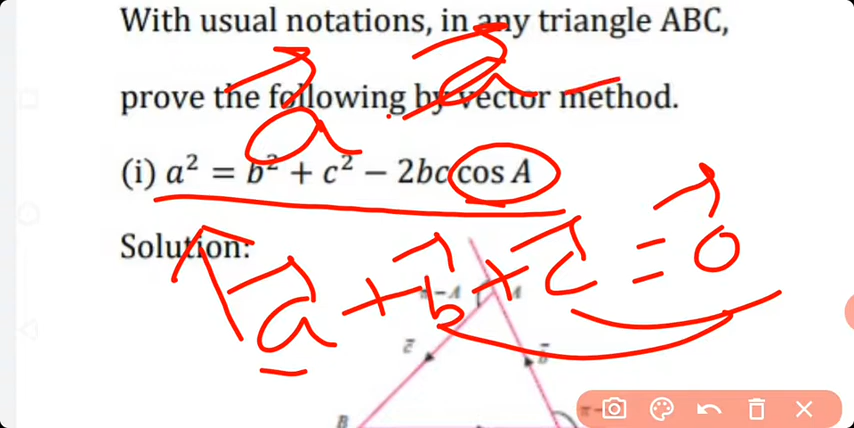 With usual notations, in any triangle ABC,
prove the following by vector method.
(i) a² = b² + c² − 2bc cos A
Solution:
a⃗ a⃗ −
a⃗ + b⃗ + c⃗ = 0⃗
π − A A
c̄ b̄
B π −